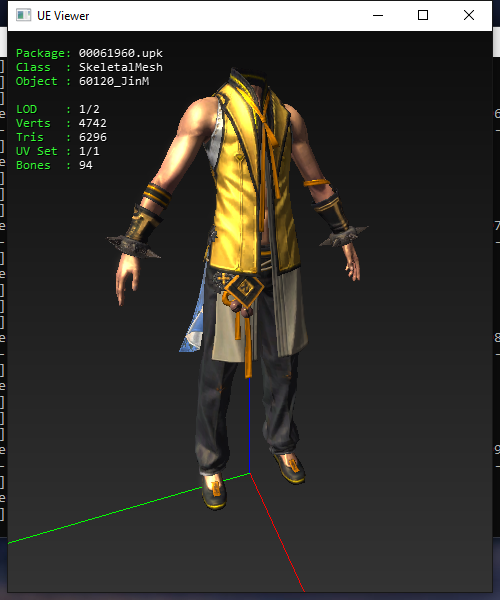 UE Viewer
Package: 00061960.upk
Class : SkeletalMesh
Object : 60120_JinM
LOD : 1/2
Verts : 4742
Tris : 6296
UV Set : 1/1
Bones : 94